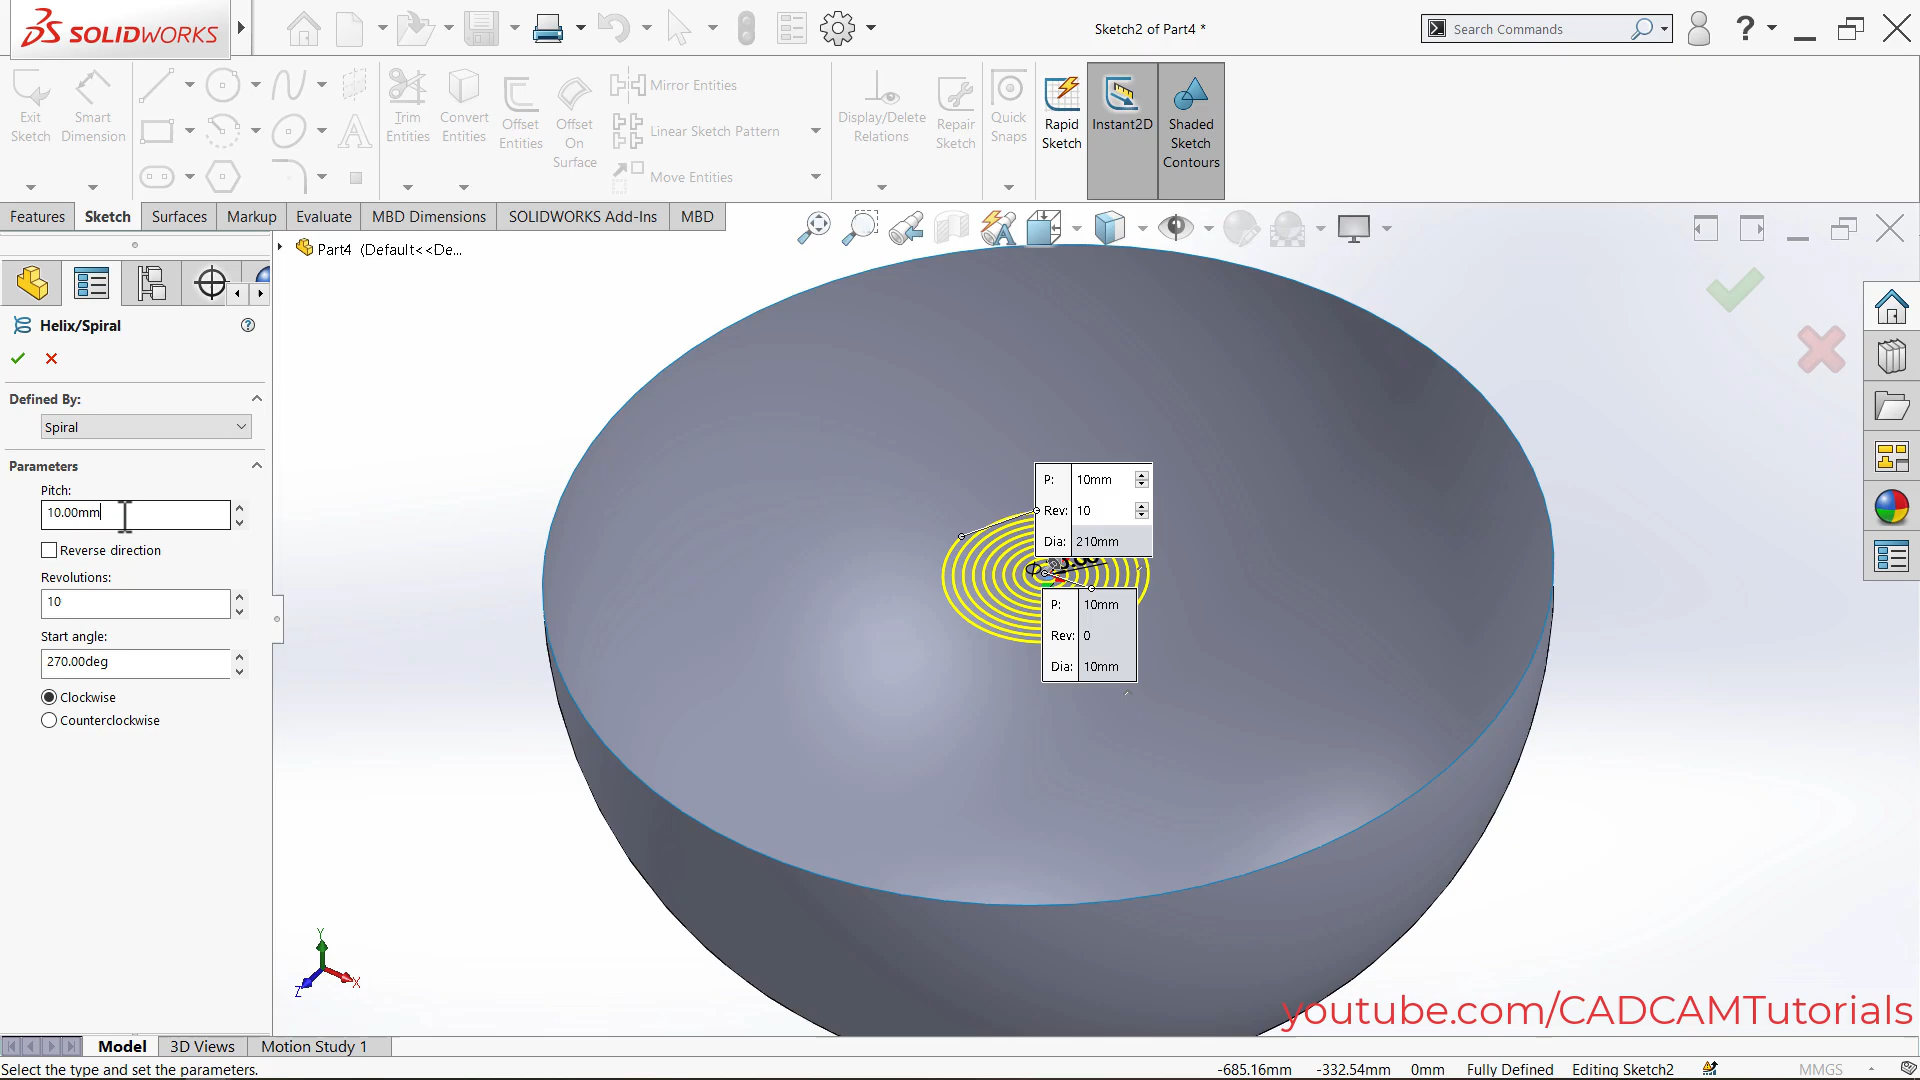 SOLIDWORKS
Sketch2 of Part4 *
Search Commands
?
Exit Sketch
Smart Dimension
Trim Entities
Convert Entities
Offset Entities
Offset On Surface
Mirror Entities
Linear Sketch Pattern
Move Entities
Display/Delete Relations
Repair Sketch
Quick Snaps
Rapid Sketch
Instant2D
Shaded Sketch Contours
Features
Sketch
Surfaces
Markup
Evaluate
MBD Dimensions
SOLIDWORKS Add-Ins
MBD
Part4 (Default<<De...
Helix/Spiral
Defined By:
Spiral
Parameters
Pitch:
10.00mm
Reverse direction
Revolutions:
10
Start angle:
270.00deg
Clockwise
Counterclockwise
P: 10mm
Rev: 10
Dia: 210mm
P: 10mm
Rev: 0
Dia: 10mm
Y
X
Z
youtube.com/CADCAMTutorials
Model
3D Views
Motion Study 1
Select the type and set the parameters.
-685.16mm
-332.54mm
0mm
Fully Defined
Editing Sketch2
MMGS